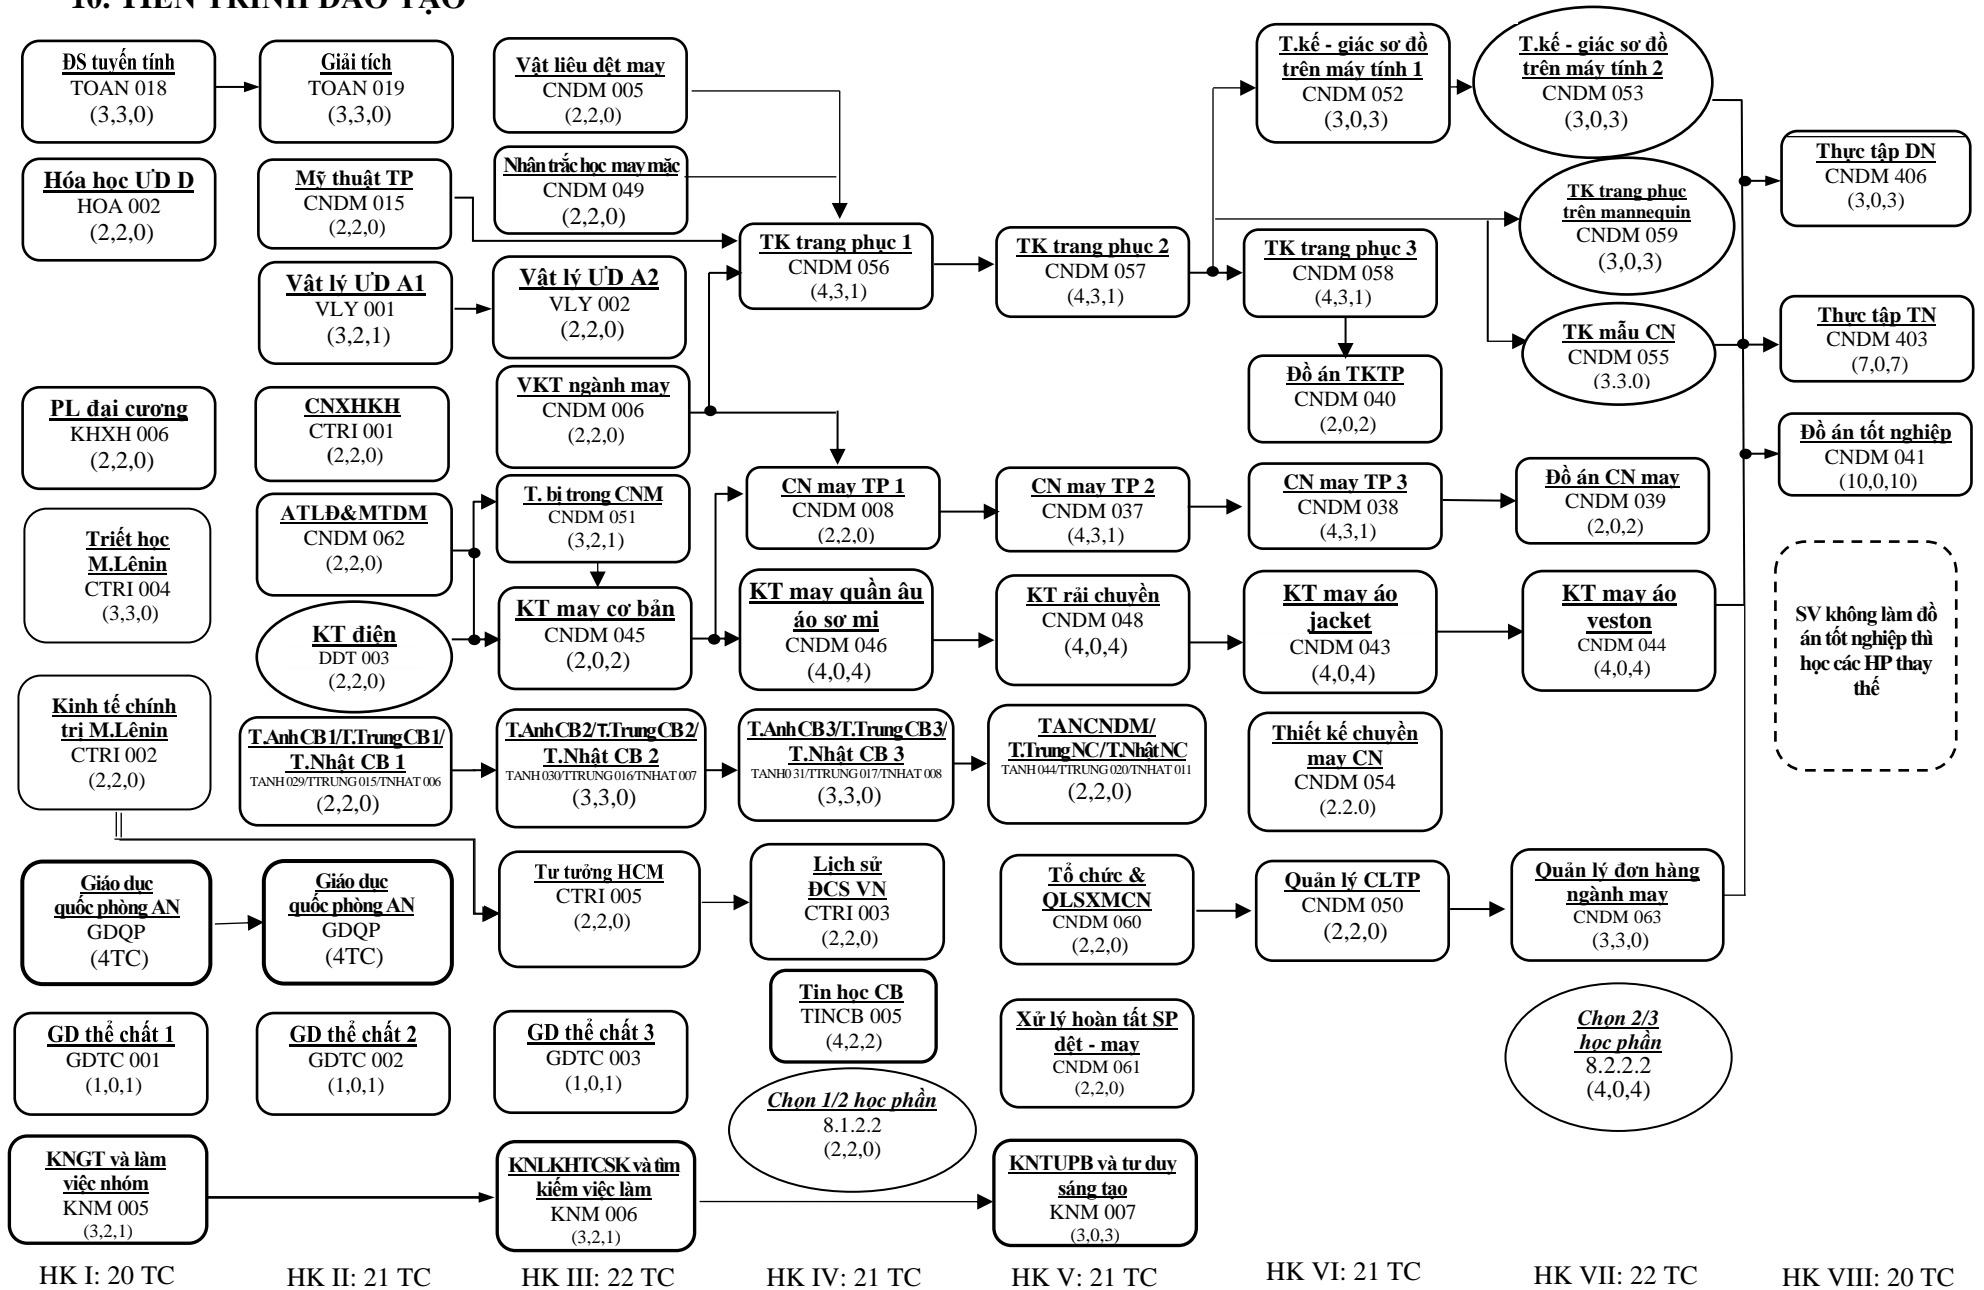 10. TIẾN TRÌNH ĐÀO TẠO
ĐS tuyến tính
TOAN 018
(3,3,0)
Hóa học ƯD D
HOA 002
(2,2,0)
PL đại cương
KHXH 006
(2,2,0)
Triết học
M.Lênin
CTRI 004
(3,3,0)
Kinh tế chính
trị M.Lênin
CTRI 002
(2,2,0)
Giáo dục
quốc phòng AN
GDQP
(4TC)
GD thể chất 1
GDTC 001
(1,0,1)
KNGT và làm
việc nhóm
KNM 005
(3,2,1)
HK I: 20 TC
Giải tích
TOAN 019
(3,3,0)
Mỹ thuật TP
CNDM 015
(2,2,0)
Vật lý ƯD A1
VLY 001
(3,2,1)
CNXHKH
CTRI 001
(2,2,0)
ATLĐ&MTDM
CNDM 062
(2,2,0)
KT điện
DDT 003
(2,2,0)
T.Anh CB1/T.Trung CB1/
T.Nhật CB 1
TANH 029/TTRUNG 015/TNHAT 006
(2,2,0)
Giáo dục
quốc phòng AN
GDQP
(4TC)
GD thể chất 2
GDTC 002
(1,0,1)
HK II: 21 TC
Vật liêu dệt may
CNDM 005
(2,2,0)
Nhân trắc học may mặc
CNDM 049
(2,2,0)
Vật lý ƯD A2
VLY 002
(2,2,0)
VKT ngành may
CNDM 006
(2,2,0)
T. bị trong CNM
CNDM 051
(3,2,1)
KT may cơ bản
CNDM 045
(2,0,2)
T.Anh CB2/T.Trung CB2/
T.Nhật CB 2
TANH 030/TTRUNG 016/TNHAT 007
(3,3,0)
Tư tưởng HCM
CTRI 005
(2,2,0)
GD thể chất 3
GDTC 003
(1,0,1)
KNLKHTCSK và tìm
kiếm việc làm
KNM 006
(3,2,1)
HK III: 22 TC
TK trang phục 1
CNDM 056
(4,3,1)
CN may TP 1
CNDM 008
(2,2,0)
KT may quần âu
áo sơ mi
CNDM 046
(4,0,4)
T.Anh CB3/T.Trung CB3/
T.Nhật CB 3
TANH0 31/TTRUNG 017/TNHAT 008
(3,3,0)
Lịch sử
ĐCS VN
CTRI 003
(2,2,0)
Tin học CB
TINCB 005
(4,2,2)
Chọn 1/2 học phần
8.1.2.2
(2,2,0)
HK IV: 21 TC
TK trang phục 2
CNDM 057
(4,3,1)
CN may TP 2
CNDM 037
(4,3,1)
KT rải chuyền
CNDM 048
(4,0,4)
TANCNDM/
T.Trung NC/T.Nhật NC
TANH 044/TTRUNG 020/TNHAT 011
(2,2,0)
Tổ chức &
QLSXMCN
CNDM 060
(2,2,0)
Xử lý hoàn tất SP
dệt - may
CNDM 061
(2,2,0)
KNTUPB và tư duy
sáng tạo
KNM 007
(3,0,3)
HK V: 21 TC
T.kế - giác sơ đồ
trên máy tính 1
CNDM 052
(3,0,3)
TK trang phục 3
CNDM 058
(4,3,1)
Đồ án TKTP
CNDM 040
(2,0,2)
CN may TP 3
CNDM 038
(4,3,1)
KT may áo
jacket
CNDM 043
(4,0,4)
Thiết kế chuyền
may CN
CNDM 054
(2.2.0)
Quản lý CLTP
CNDM 050
(2,2,0)
HK VI: 21 TC
T.kế - giác sơ đồ
trên máy tính 2
CNDM 053
(3,0,3)
TK trang phục
trên mannequin
CNDM 059
(3,0,3)
TK mẫu CN
CNDM 055
(3.3.0)
Đồ án CN may
CNDM 039
(2,0,2)
KT may áo
veston
CNDM 044
(4,0,4)
Quản lý đơn hàng
ngành may
CNDM 063
(3,3,0)
Chọn 2/3
học phần
8.2.2.2
(4,0,4)
HK VII: 22 TC
Thực tập DN
CNDM 406
(3,0,3)
Thực tập TN
CNDM 403
(7,0,7)
Đồ án tốt nghiệp
CNDM 041
(10,0,10)
SV không làm đồ
án tốt nghiệp thì
học các HP thay
thế
HK VIII: 20 TC